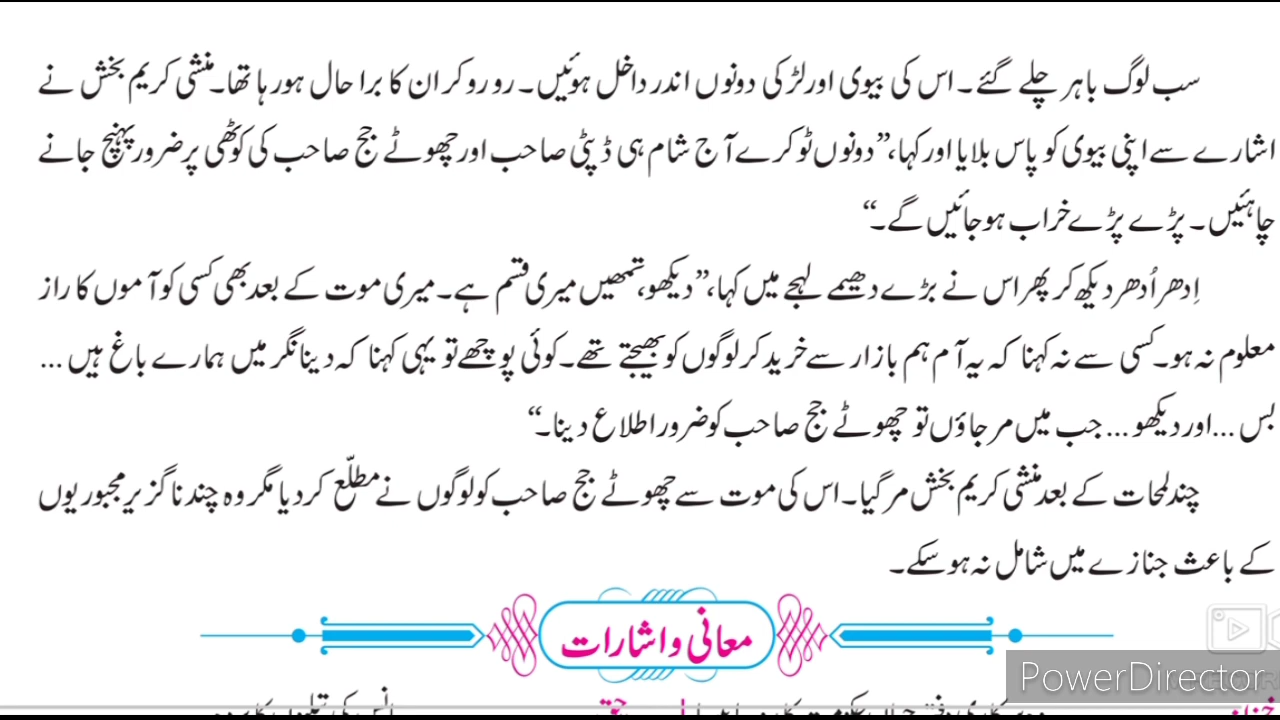 سب لوگ باہر چلے گئے۔ اس کی بیوی اور لڑکی دونوں اندر داخل ہوئیں۔ رو رو کر ان کا برا حال ہو رہا تھا۔ منشی کریم بخش نے
اشارے سے اپنی بیوی کو پاس بلایا اور کہا، ”دونوں ٹوکرے آج شام ہی ڈپٹی صاحب اور چھوٹے جج صاحب کی کوٹھی پر ضرور پہنچ جانے
چاہئیں۔ پڑے پڑے خراب ہو جائیں گے۔“
اِدھر اُدھر دیکھ کر پھر اس نے بڑے دھیمے لہجے میں کہا، ”دیکھو، تمھیں میری قسم ہے۔ میری موت کے بعد بھی کسی کو آموں کا راز
معلوم نہ ہو۔ کسی سے نہ کہنا کہ یہ آم ہم بازار سے خرید کر لوگوں کو بھیجتے تھے۔ کوئی پوچھے تو یہی کہنا کہ دینا نگر میں ہمارے باغ ہیں ...
بس ... اور دیکھو ... جب میں مر جاؤں تو چھوٹے جج صاحب کو ضرور اطلاع دینا۔“
چند لمحات کے بعد منشی کریم بخش مر گیا۔ اس کی موت سے چھوٹے جج صاحب کو لوگوں نے مطلّع کر دیا مگر وہ چند ناگزیر مجبوریوں
کے باعث جنازے میں شامل نہ ہو سکے۔
معانی و اشارات
PowerDirector